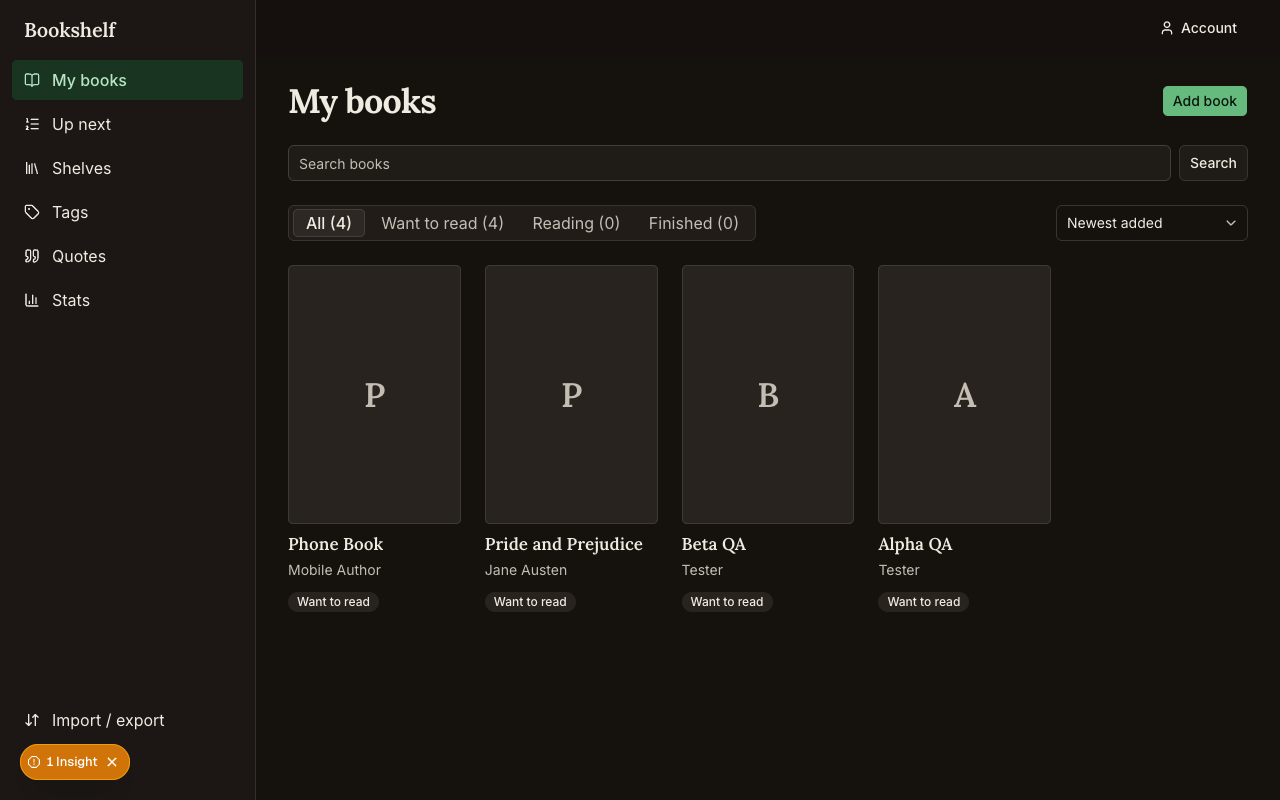 Bookshelf
Account
My books
Up next
Shelves
Tags
Quotes
Stats
Import / export
1 Insight
My books
Add book
Search books
Search
All (4)
Want to read (4)
Reading (0)
Finished (0)
Newest added
P
P
B
A
Phone Book
Mobile Author
Want to read
Pride and Prejudice
Jane Austen
Want to read
Beta QA
Tester
Want to read
Alpha QA
Tester
Want to read